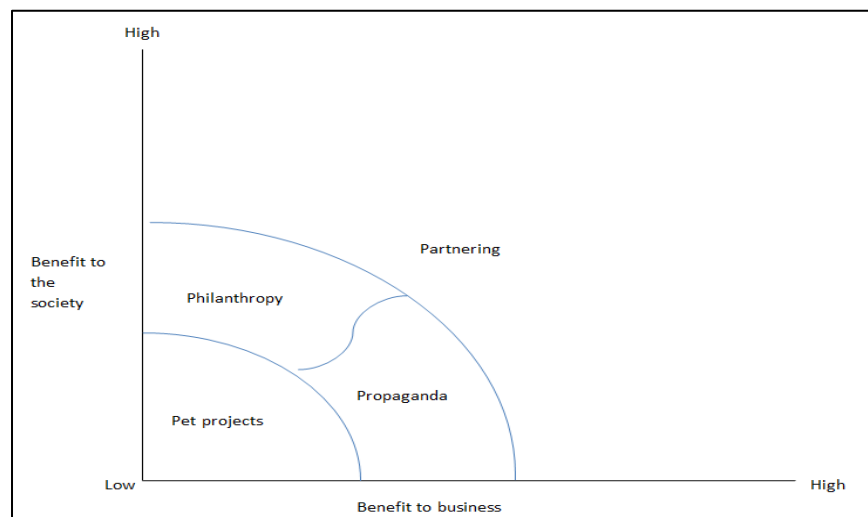 High
Partnering
Benefit to
the
society
Philanthropy
Propaganda
Pet projects
Low
High
Benefit to business